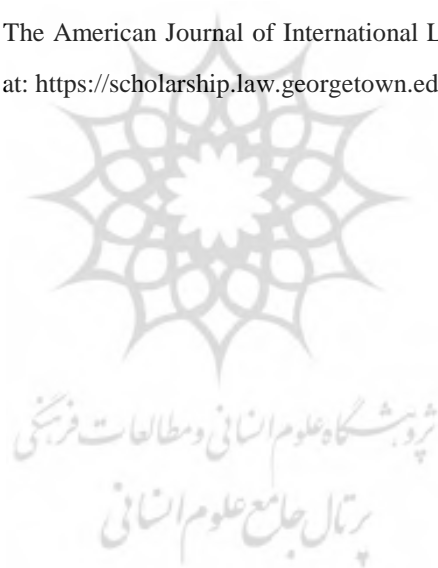 The American Journal of International L
at: https://scholarship.law.georgetown.ed
پژوهشگاه علوم انسانی و مطالعات فرهنگی
پرتال جامع علوم انسانی